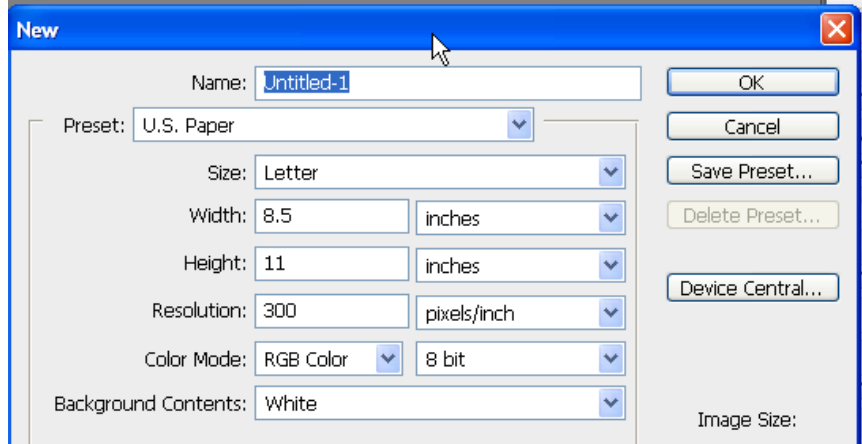 New
Name: Untitled-1
OK
Preset: U.S. Paper
Cancel
Size: Letter
Save Preset...
Width: 8.5 inches
Delete Preset...
Height: 11 inches
Device Central...
Resolution: 300 pixels/inch
Color Mode: RGB Color 8 bit
Background Contents: White
Image Size: